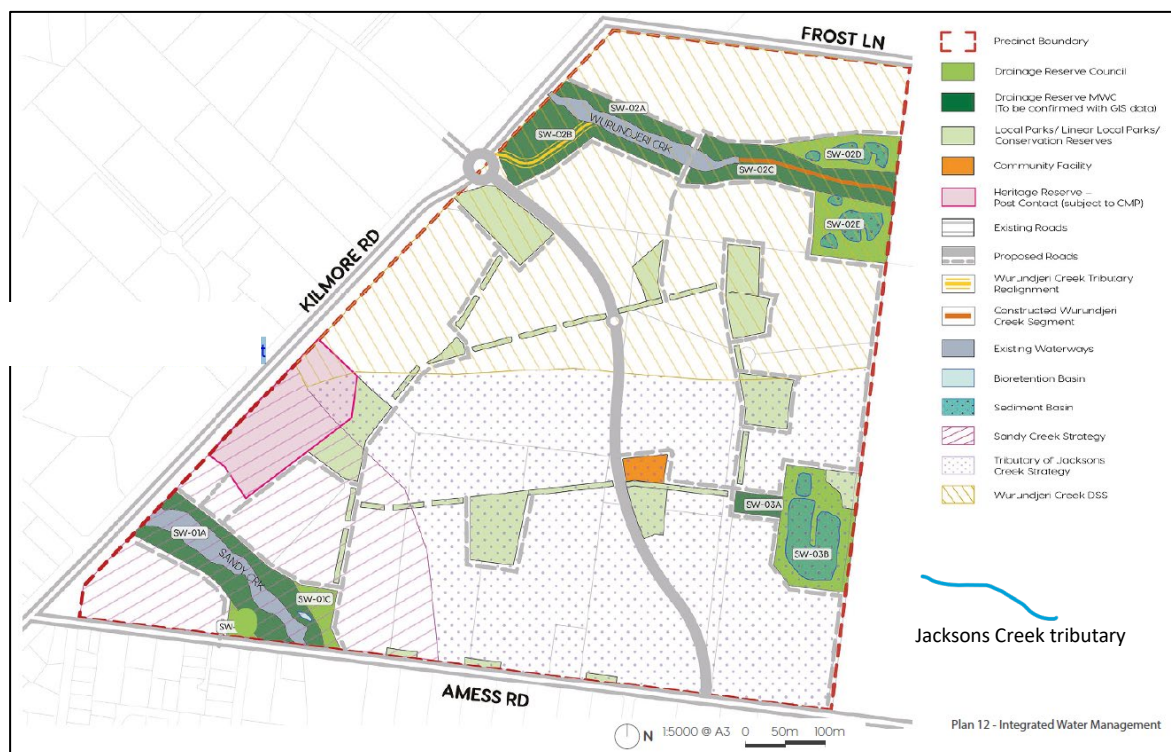 FROST LN
SW-02A
WURUNDJERI CRK
SW-02B
SW-02C
SW-02D
SW-02E
KILMORE RD
t
SW-03A
SW-03B
SW-01A
SANDY CRK
SW-01C
SW-
AMESS RD
N 1:5000 @ A3 0 50m 100m
Precinct Boundary
Drainage Reserve Council
Drainage Reserve MWC
(To be confirmed with GIS data)
Local Parks/ Linear Local Parks/
Conservation Reserves
Community Facility
Heritage Reserve –
Post Contact (subject to CMP)
Existing Roads
Proposed Roads
Wurundjeri Creek Tributary
Realignment
Constructed Wurundjeri
Creek Segment
Existing Waterways
Bioretention Basin
Sediment Basin
Sandy Creek Strategy
Tributary of Jacksons
Creek Strategy
Wurundjeri Creek DSS
Jacksons Creek tributary
Plan 12 - Integrated Water Management